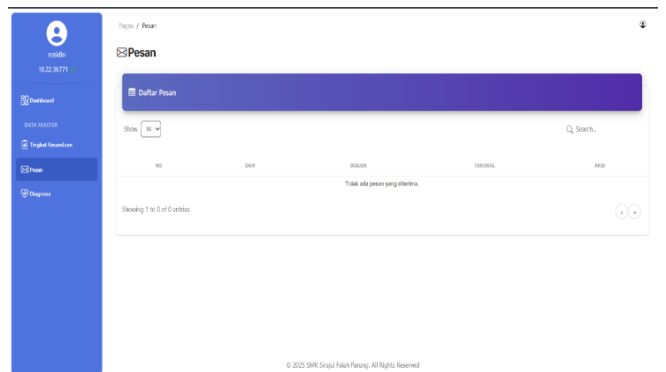 Pages / Pesan
Pesan
rosidin
10.22.36771
Dashboard
DATA MASTER
Tingkat Kecanduan
Pesan
Diagnosa
Daftar Pesan
Show 10
Search...
NO DARI SUBJEK TANGGAL AKSI
Tidak ada pesan yang diterima.
Showing 1 to 0 of 0 entries
© 2025 SMK Sirajul Falah Parung. All Rights Reserved